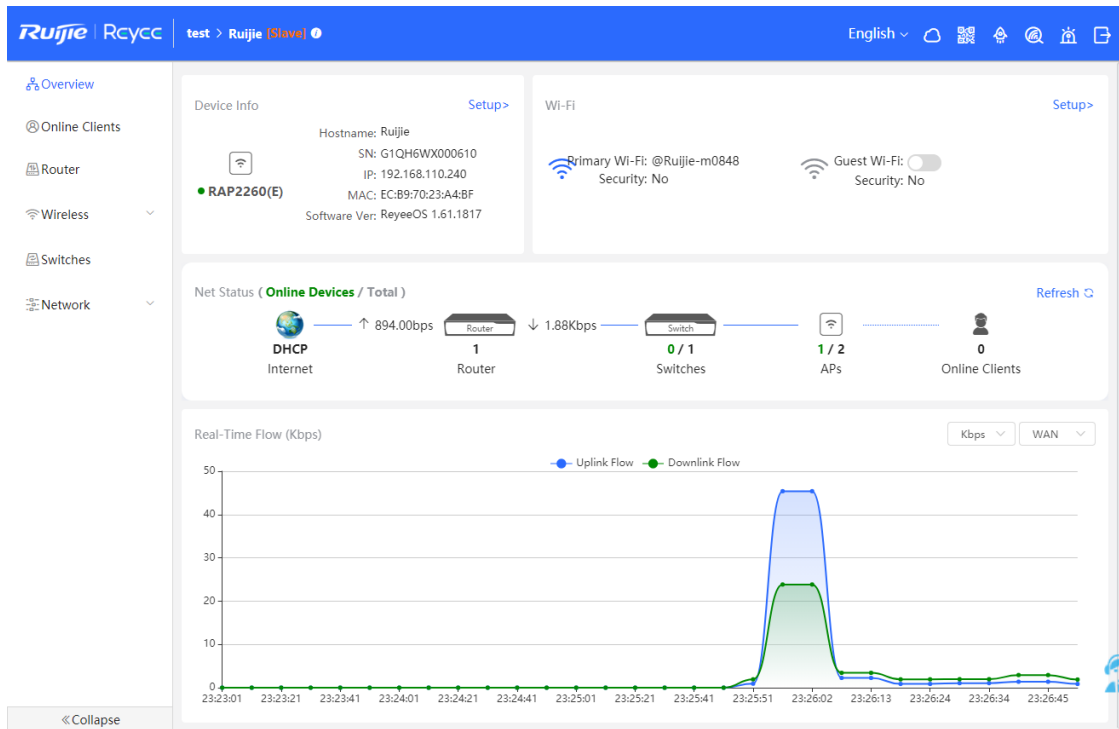 Ruijie | Reyee
test > Ruijie [Slave]
English
Overview
Online Clients
Router
Wireless
Switches
Network
Collapse
Device Info
Setup>
RAP2260(E)
Hostname: Ruijie
SN: G1QH6WX000610
IP: 192.168.110.240
MAC: EC:B9:70:23:A4:BF
Software Ver: ReyeeOS 1.61.1817
Wi-Fi
Setup>
Primary Wi-Fi: @Ruijie-m0848
Security: No
Guest Wi-Fi:
Security: No
Net Status ( Online Devices / Total )
Refresh
↑ 894.00bps
Router
↓ 1.88Kbps
Switch
DHCP
1
0 / 1
1 / 2
0
Internet
Router
Switches
APs
Online Clients
Real-Time Flow (Kbps)
Kbps
WAN
Uplink Flow
Downlink Flow
50
40
30
20
10
0
23:23:01 23:23:21 23:23:41 23:24:01 23:24:21 23:24:41 23:25:01 23:25:21 23:25:41 23:25:51 23:26:02 23:26:13 23:26:24 23:26:34 23:26:45